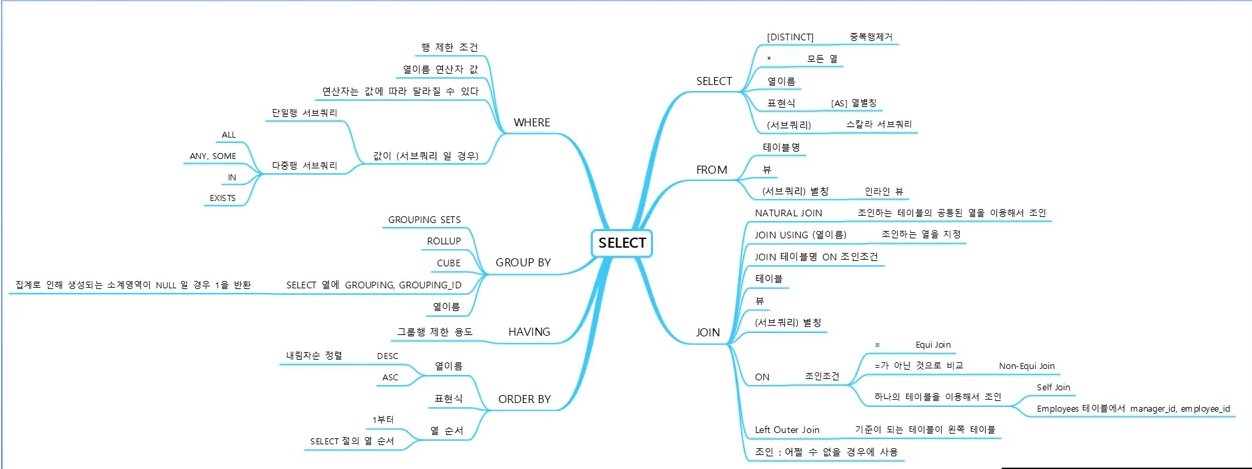 SELECT
SELECT
[DISTINCT] 중복행제거
* 모든 열
열이름
표현식 [AS] 열별칭
(서브쿼리) 스칼라 서브쿼리
FROM
테이블명
뷰
(서브쿼리) 별칭 인라인 뷰
JOIN
NATURAL JOIN 조인하는 테이블의 공통된 열을 이용해서 조인
JOIN USING (열이름) 조인하는 열을 지정
JOIN 테이블명 ON 조인조건
테이블
뷰
(서브쿼리) 별칭
ON 조인조건
= Equi Join
=가 아닌 것으로 비교 Non-Equi Join
하나의 테이블을 이용해서 조인
Self Join
Employees 테이블에서 manager_id, employee_id
Left Outer Join 기준이 되는 테이블이 왼쪽 테이블
조인 : 어쩔 수 없을 경우에 사용
WHERE
행 제한 조건
열이름 연산자 값
연산자는 값에 따라 달라질 수 있다
값이 (서브쿼리 일 경우)
단일행 서브쿼리
다중행 서브쿼리
ALL
ANY, SOME
IN
EXISTS
GROUP BY
GROUPING SETS
ROLLUP
CUBE
SELECT 열에 GROUPING, GROUPING_ID
집계로 인해 생성되는 소계영역이 NULL 일 경우 1을 반환
열이름
HAVING
그룹행 제한 용도
ORDER BY
열이름
DESC
내림자순 정렬
ASC
표현식
열 순서
1부터
SELECT 절의 열 순서